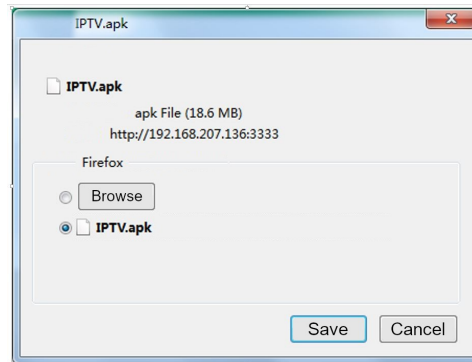 IPTV.apk
IPTV.apk
apk File (18.6 MB)
http://192.168.207.136:3333
Firefox
Browse
IPTV.apk
Save Cancel